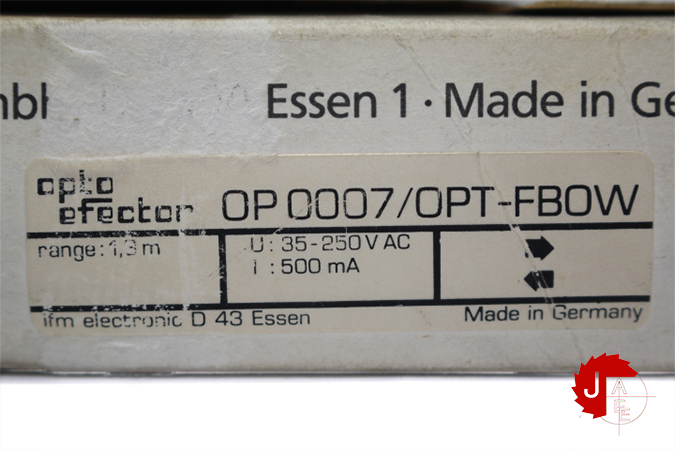 Essen 1 · Made in Ge
opto
efector OP 0007/OPT-FBOW
range: 1,3 m
U : 35-250 V AC
I : 500 mA
ifm electronic D 43 Essen
Made in Germany
J
A
E
E